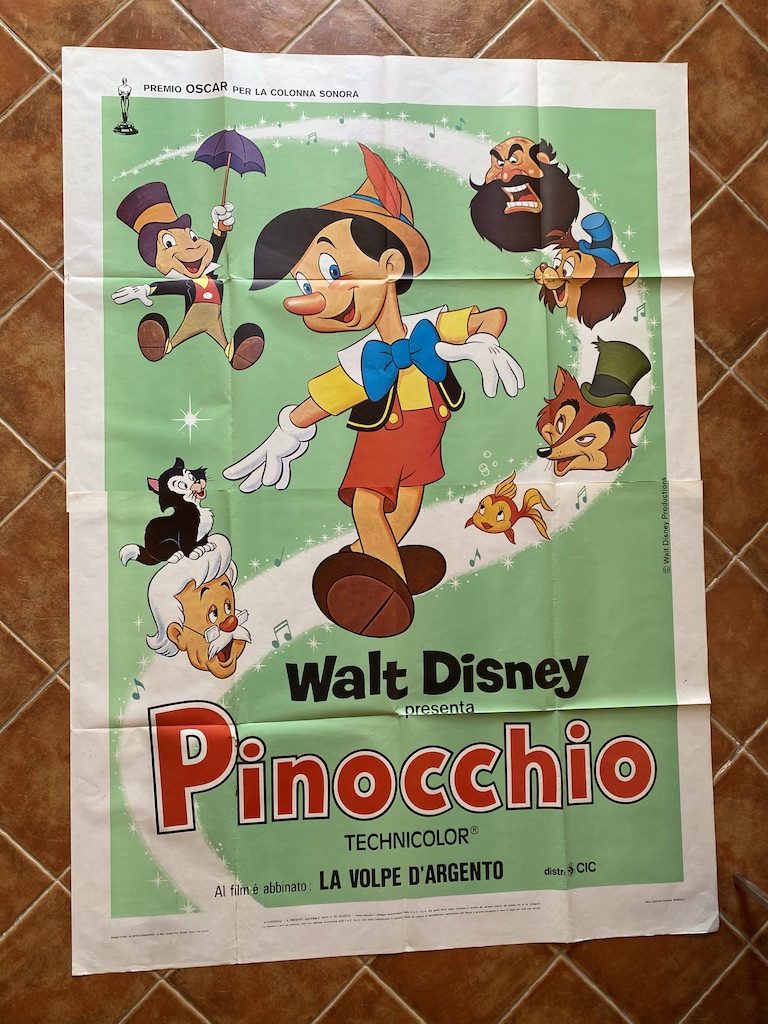 PREMIO OSCAR PER LA COLONNA SONORA
© Walt Disney Productions
Walt Disney
presenta
Pinocchio
TECHNICOLOR®
Al film è abbinato: LA VOLPE D'ARGENTO
distr. CIC